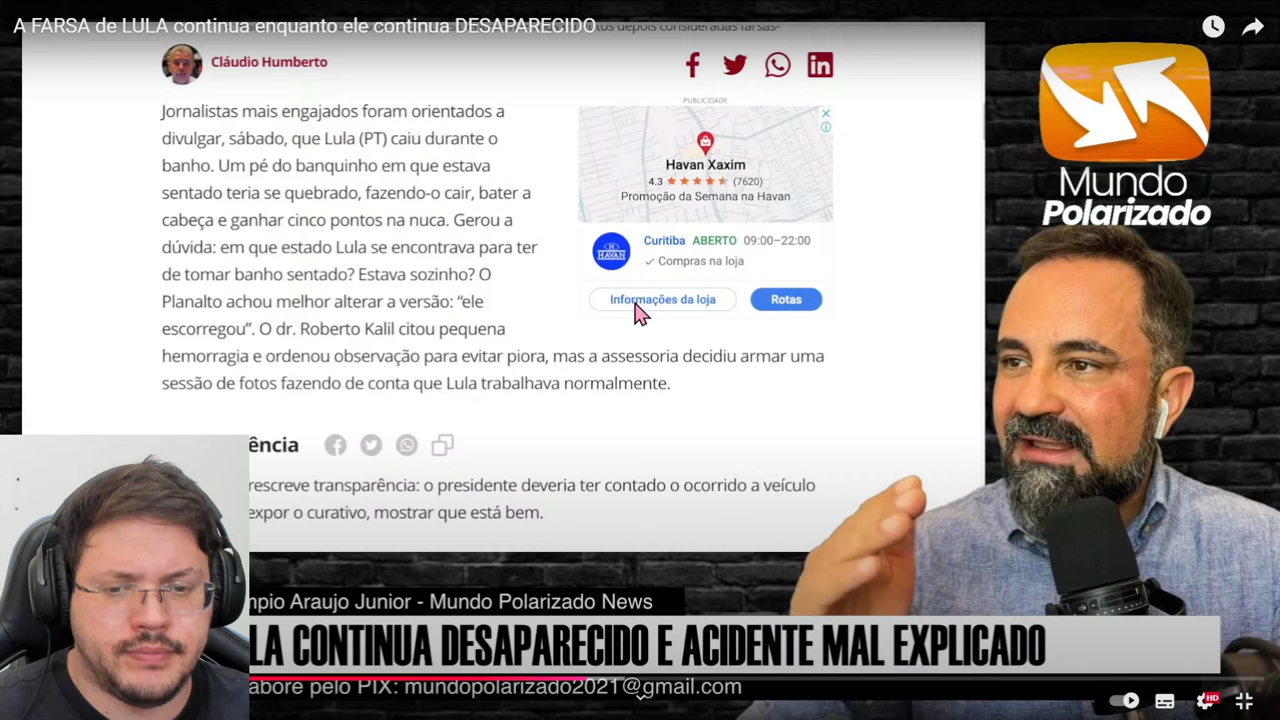 A FARSA de LULA continua enquanto ele continua DESAPARECIDO
depois consideradas farsas-
Cláudio Humberto
Jornalistas mais engajados foram orientados a
divulgar, sábado, que Lula (PT) caiu durante o
banho. Um pé do banquinho em que estava
sentado teria se quebrado, fazendo-o cair, bater a
cabeça e ganhar cinco pontos na nuca. Gerou a
dúvida: em que estado Lula se encontrava para ter
de tomar banho sentado? Estava sozinho? O
Planalto achou melhor alterar a versão: “ele
escorregou”. O dr. Roberto Kalil citou pequena
hemorragia e ordenou observação para evitar piora, mas a assessoria decidiu armar uma
sessão de fotos fazendo de conta que Lula trabalhava normalmente.
PUBLICIDADE
Havan Xaxim
4.3 (7620)
Promoção da Semana na Havan
HAVAN
Curitiba ABERTO 09:00–22:00
Compras na loja
Informações da loja
Rotas
Mundo
Polarizado
ência
rescreve transparência: o presidente deveria ter contado o ocorrido a veículo
expor o curativo, mostrar que está bem.
mpio Araujo Junior - Mundo Polarizado News
LA CONTINUA DESAPARECIDO E ACIDENTE MAL EXPLICADO
abore pelo PIX: mundopolarizado2021@gmail.com
HD